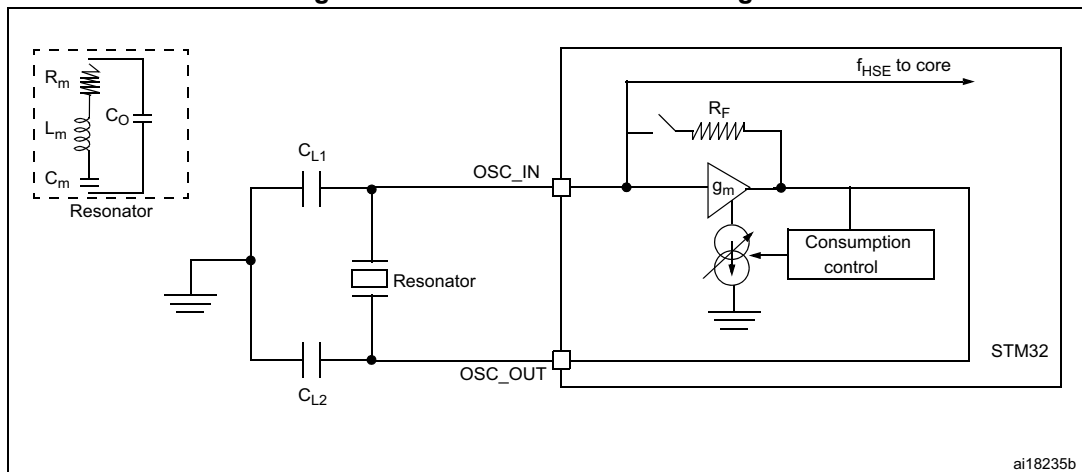 fHSE to core
Rm
RF
Lm
CO
CL1
Cm
OSC_IN
gm
Resonator
Consumption
control
Resonator
STM32
OSC_OUT
CL2
ai18235b